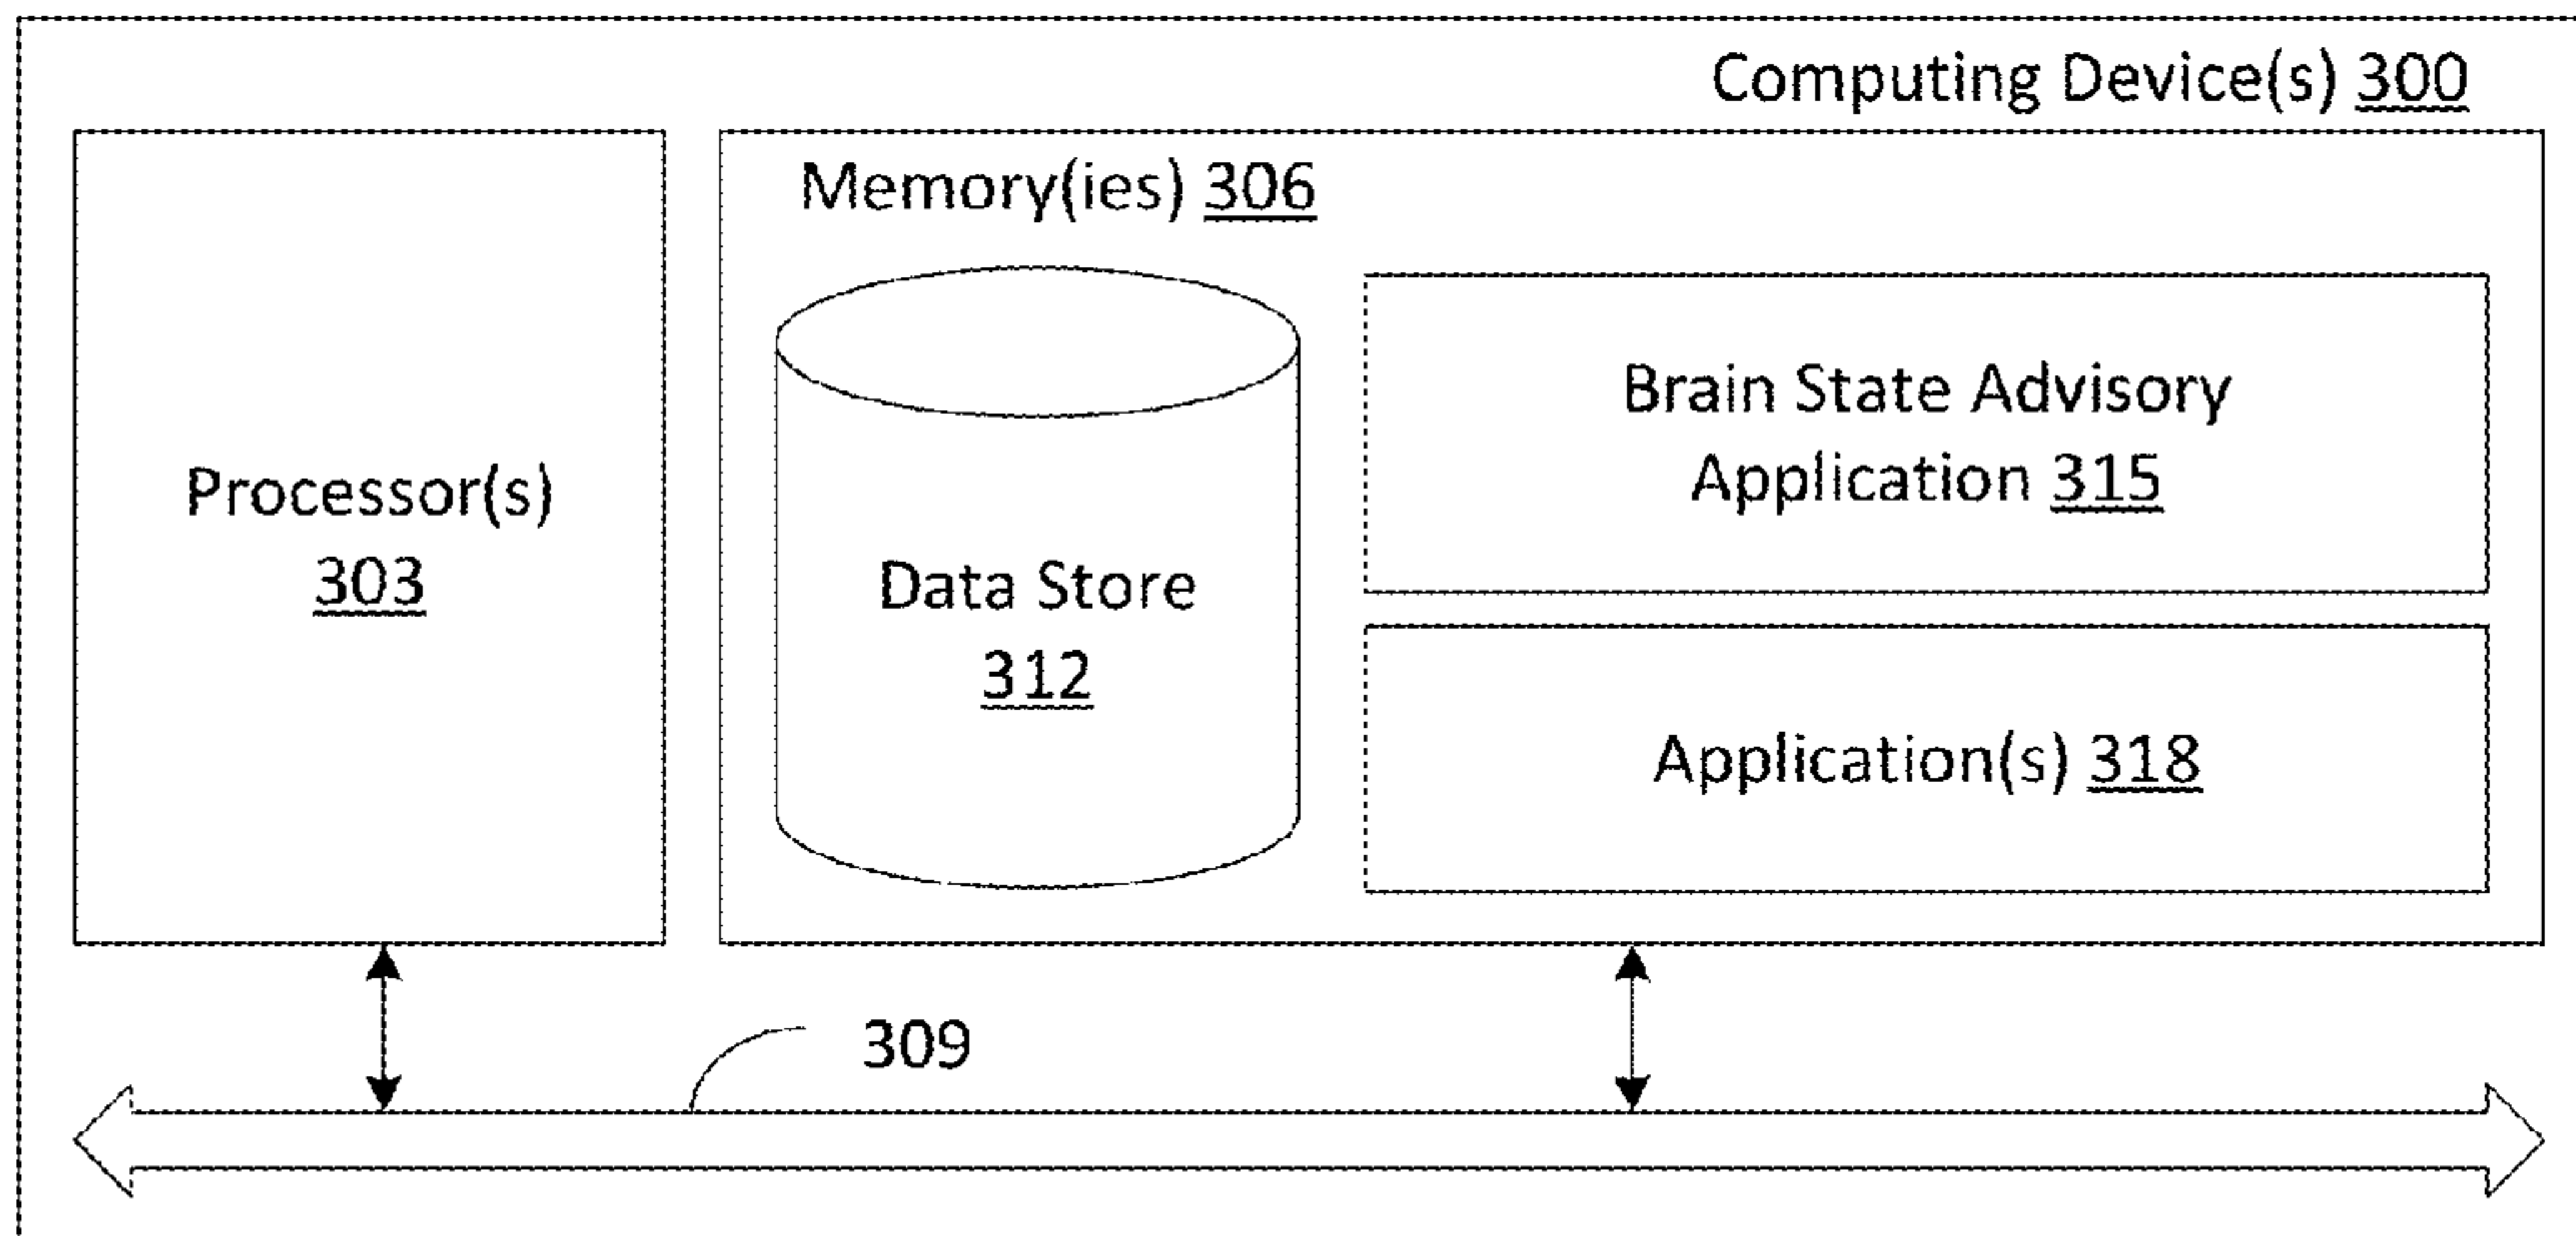 Computing Device(s) 300
Memory(ies) 306
Processor(s)
303
Data Store
312
Brain State Advisory
Application 315
Application(s) 318
309